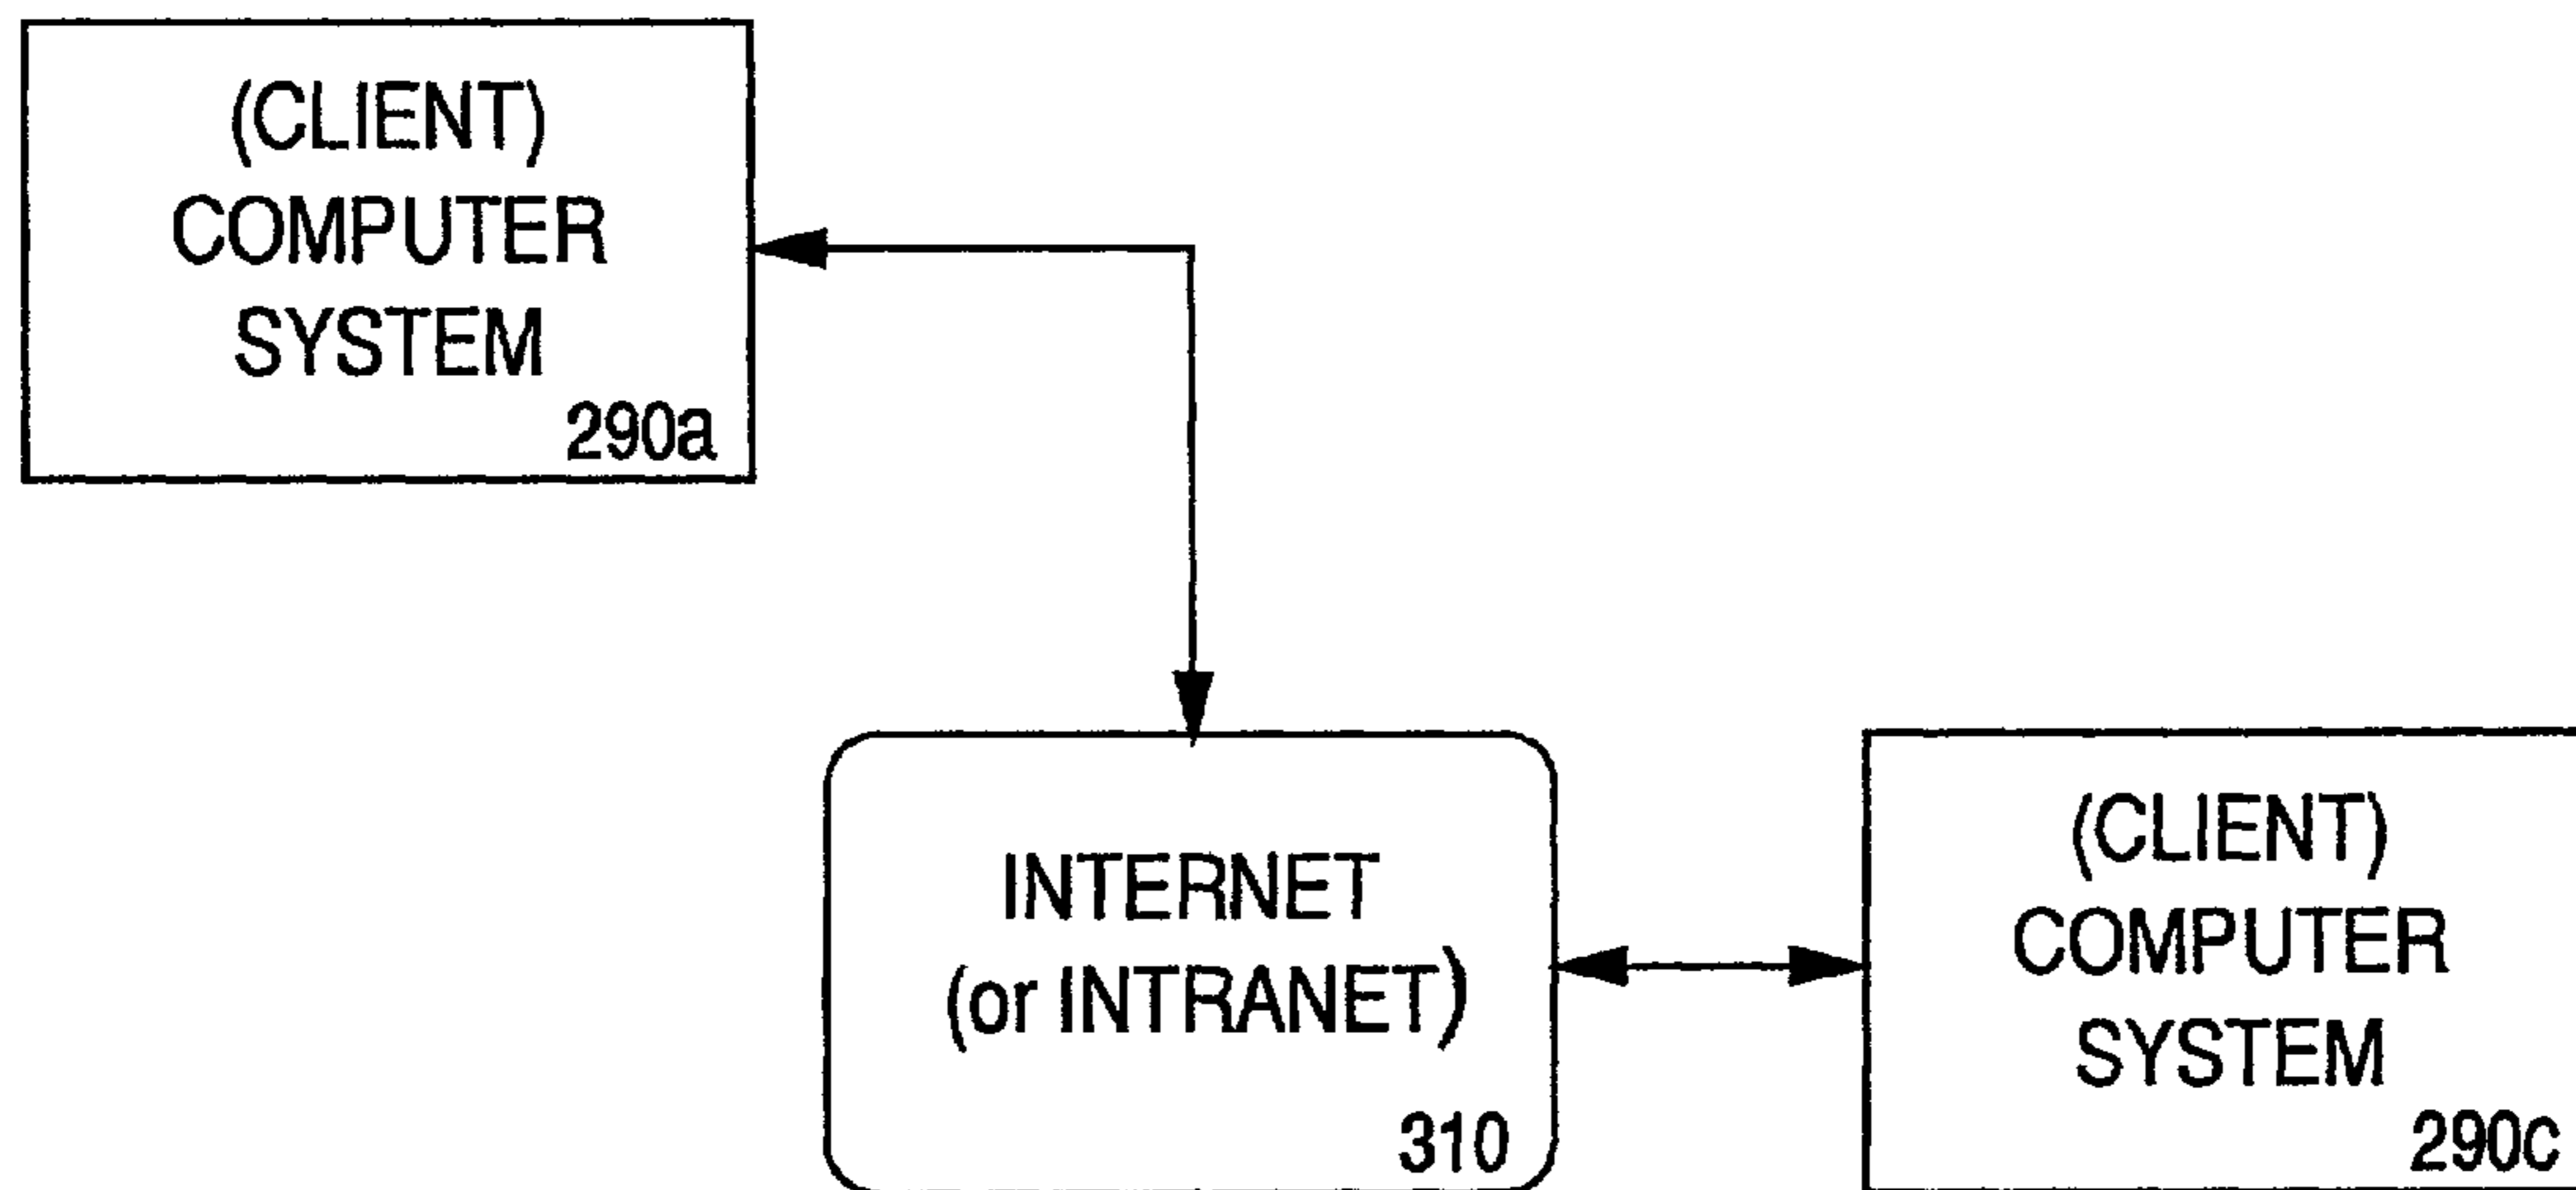 (CLIENT)
COMPUTER
SYSTEM
290a
INTERNET
(or INTRANET)
310
(CLIENT)
COMPUTER
SYSTEM
290c